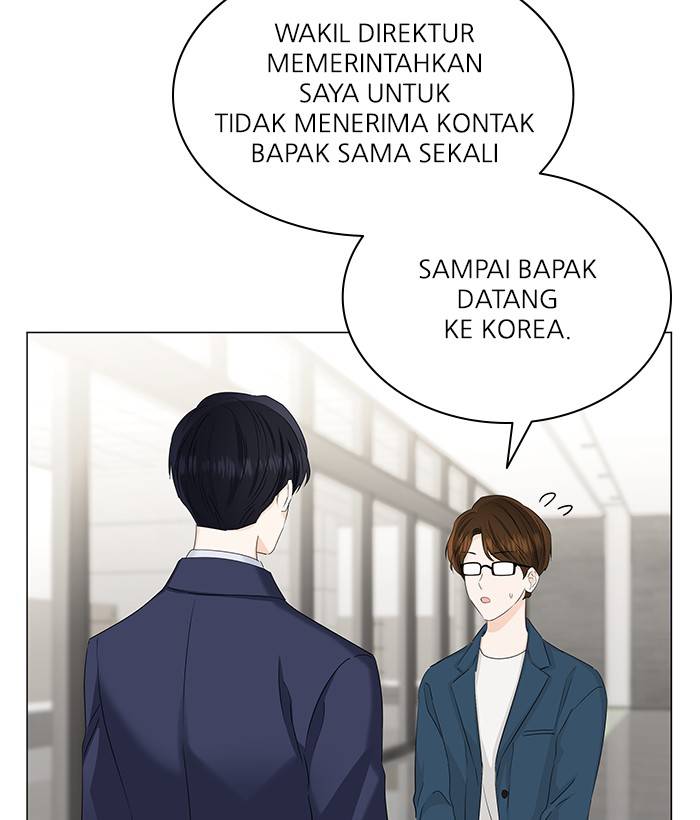 WAKIL DIREKTUR
MEMERINTAHKAN
SAYA UNTUK
TIDAK MENERIMA KONTAK
BAPAK SAMA SEKALI
SAMPAI BAPAK
DATANG
KE KOREA.